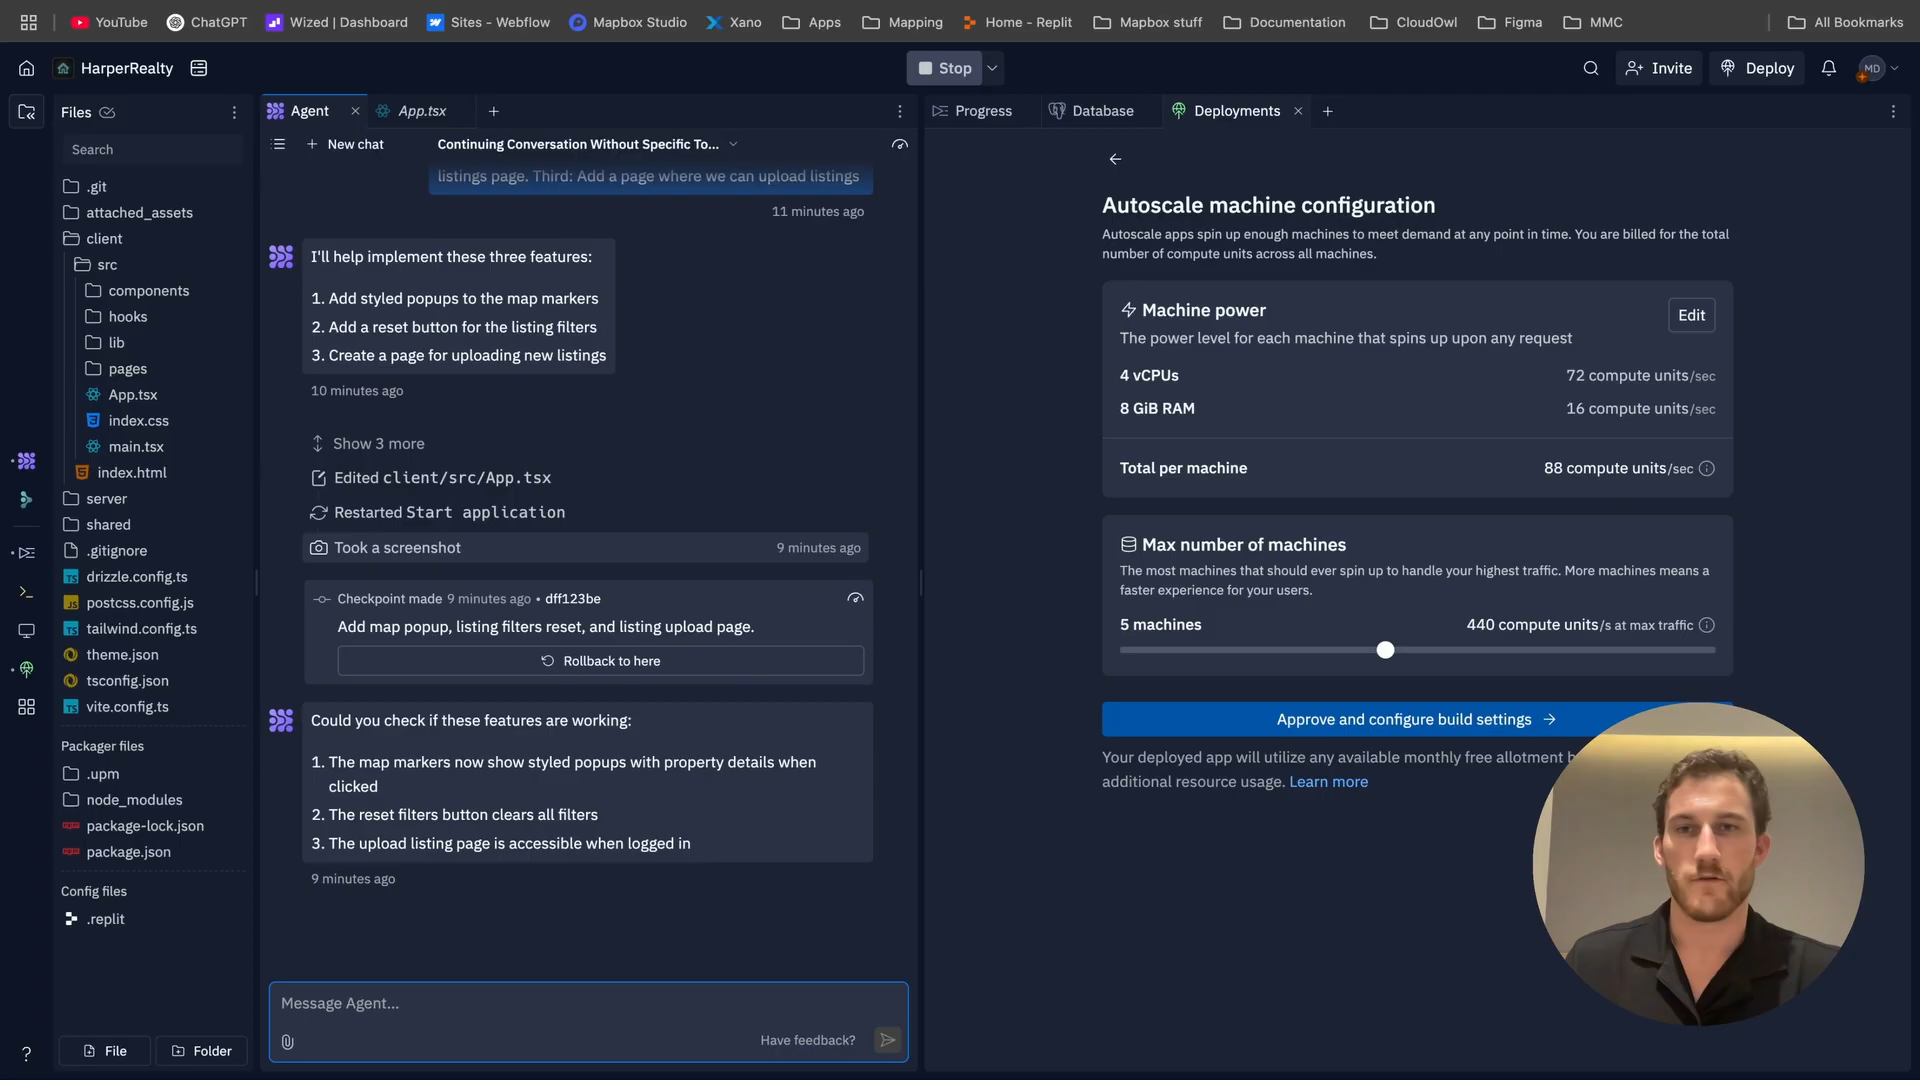 YouTube
ChatGPT
Wized | Dashboard
Sites - Webflow
Mapbox Studio
Xano
Apps
Mapping
Home - Replit
Mapbox stuff
Documentation
CloudOwl
Figma
MMC
All Bookmarks
HarperRealty
Stop
Invite
Deploy
MD
Files
Search
.git
attached_assets
client
src
components
hooks
lib
pages
App.tsx
index.css
main.tsx
index.html
server
shared
.gitignore
drizzle.config.ts
postcss.config.js
tailwind.config.ts
theme.json
tsconfig.json
vite.config.ts
Packager files
.upm
node_modules
package-lock.json
package.json
Config files
.replit
File
Folder
Agent
App.tsx
New chat
Continuing Conversation Without Specific To...
listings page. Third: Add a page where we can upload listings
11 minutes ago
I'll help implement these three features:
1. Add styled popups to the map markers
2. Add a reset button for the listing filters
3. Create a page for uploading new listings
10 minutes ago
Show 3 more
Edited client/src/App.tsx
Restarted Start application
Took a screenshot
9 minutes ago
Checkpoint made 9 minutes ago • dff123be
Add map popup, listing filters reset, and listing upload page.
Rollback to here
Could you check if these features are working:
1. The map markers now show styled popups with property details when
clicked
2. The reset filters button clears all filters
3. The upload listing page is accessible when logged in
9 minutes ago
Message Agent...
Have feedback?
Progress
Database
Deployments
Autoscale machine configuration
Autoscale apps spin up enough machines to meet demand at any point in time. You are billed for the total
number of compute units across all machines.
Machine power
Edit
The power level for each machine that spins up upon any request
4 vCPUs
72 compute units/sec
8 GiB RAM
16 compute units/sec
Total per machine
88 compute units/sec
Max number of machines
The most machines that should ever spin up to handle your highest traffic. More machines means a
faster experience for your users.
5 machines
440 compute units/s at max traffic
Approve and configure build settings
Your deployed app will utilize any available monthly free allotment
additional resource usage. Learn more